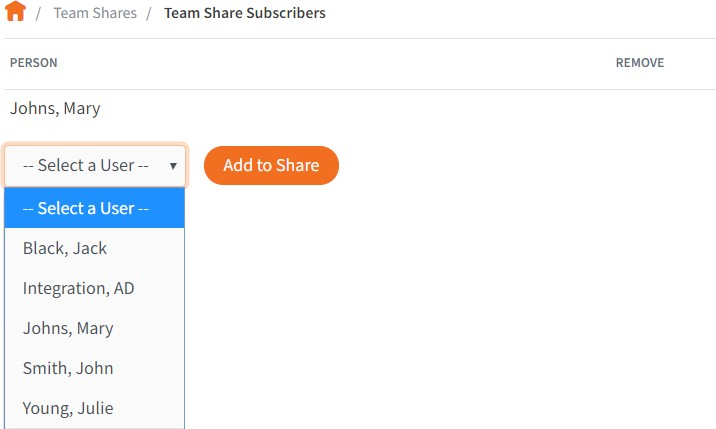 / Team Shares / Team Share Subscribers
PERSON REMOVE
Johns, Mary
-- Select a User -- ▼ Add to Share
-- Select a User --
Black, Jack
Integration, AD
Johns, Mary
Smith, John
Young, Julie